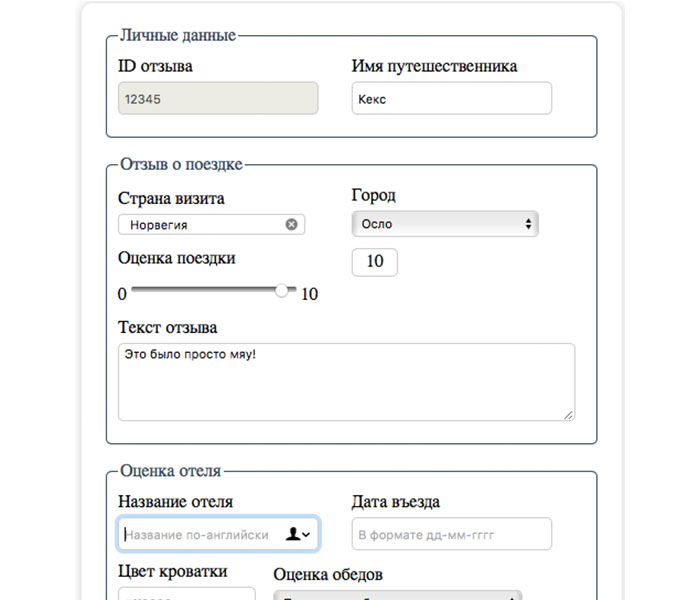 Личные данные
ID отзыва
Имя путешественника
12345
Кекс
Отзыв о поездке
Страна визита
Город
Норвегия
Осло
Оценка поездки
10
0
10
Текст отзыва
Это было просто мяу!
Оценка отеля
Название отеля
Дата въезда
Название по-английски
В формате дд-мм-гггг
Цвет кроватки
Оценка обедов